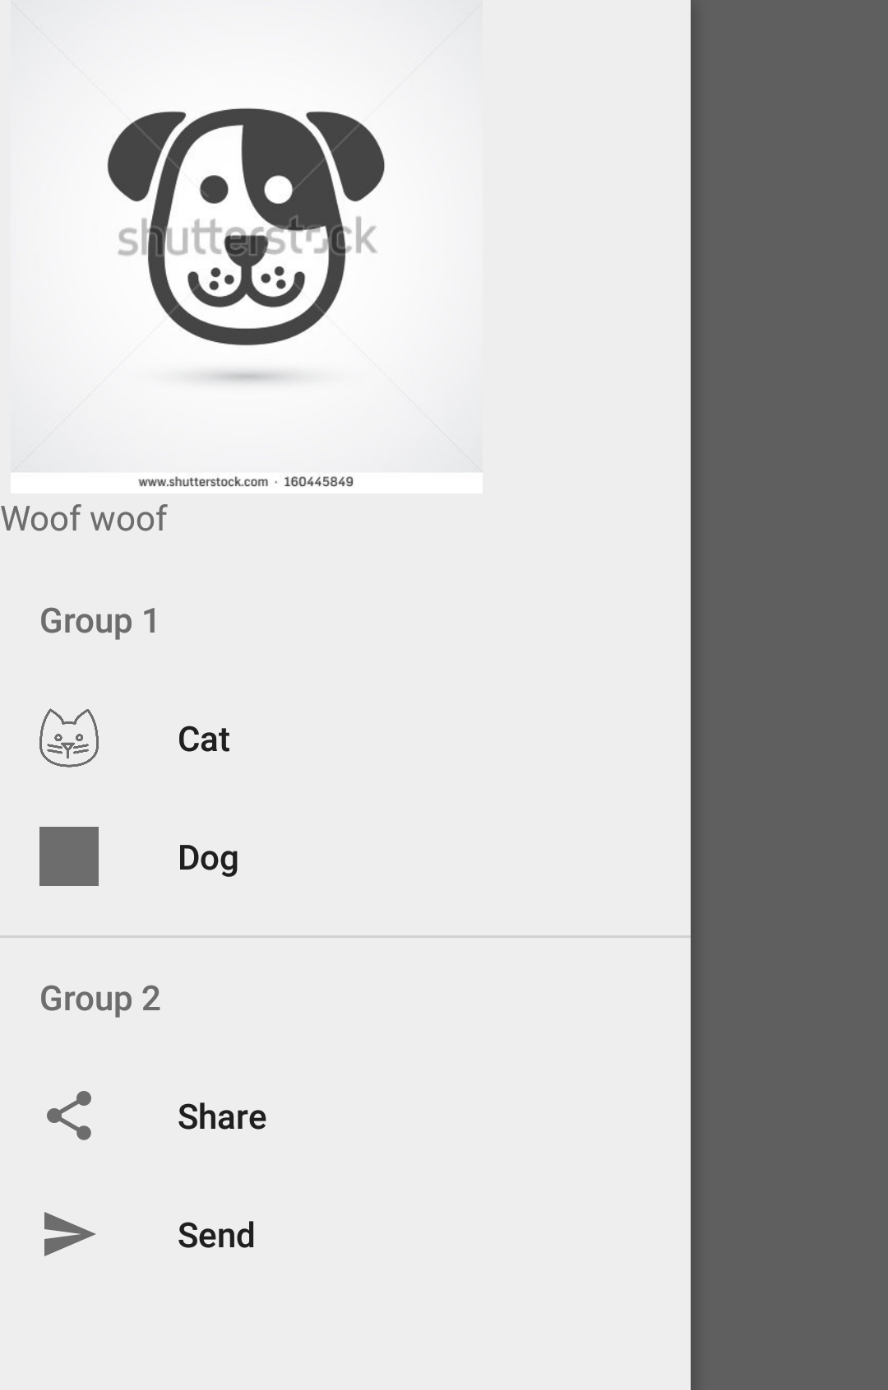 shutterstock
www.shutterstock.com · 160445849
Woof woof
Group 1
Cat
Dog
Group 2
Share
Send